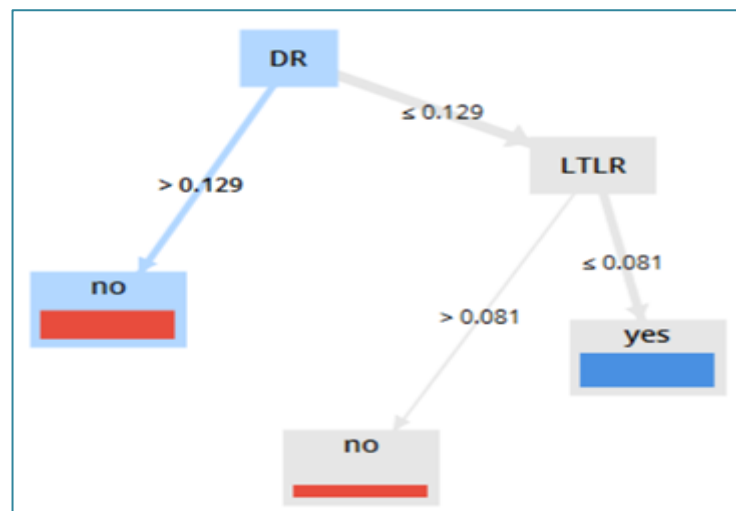 DR
≤ 0.129
LTLR
> 0.129
≤ 0.081
no
> 0.081
yes
no